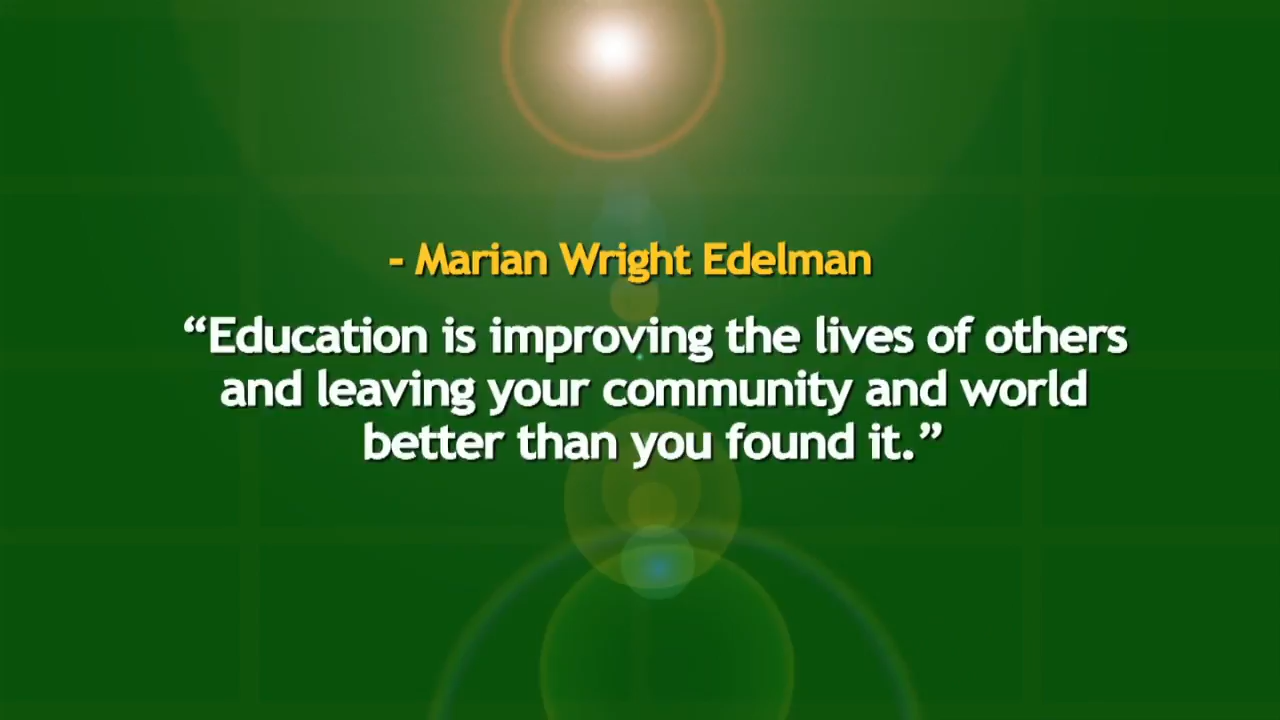 - Marian Wright Edelman
“Education is improving the lives of others
and leaving your community and world
better than you found it.”